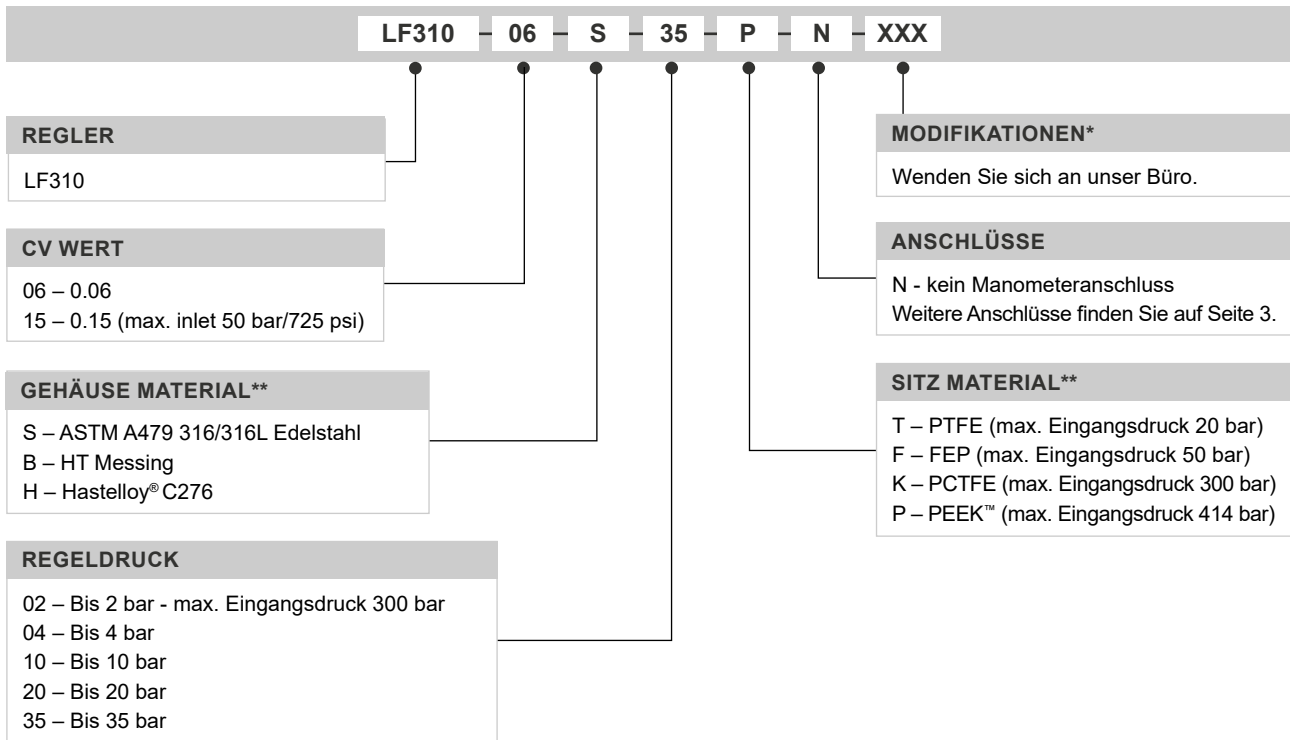 LF310 – 06 – S – 35 – P – N – XXX
REGLER
LF310
CV WERT
06 – 0.06
15 – 0.15 (max. inlet 50 bar/725 psi)
GEHÄUSE MATERIAL**
S – ASTM A479 316/316L Edelstahl
B – HT Messing
H – Hastelloy® C276
REGELDRUCK
02 – Bis 2 bar - max. Eingangsdruck 300 bar
04 – Bis 4 bar
10 – Bis 10 bar
20 – Bis 20 bar
35 – Bis 35 bar
MODIFIKATIONEN*
Wenden Sie sich an unser Büro.
ANSCHLÜSSE
N - kein Manometeranschluss
Weitere Anschlüsse finden Sie auf Seite 3.
SITZ MATERIAL**
T – PTFE (max. Eingangsdruck 20 bar)
F – FEP (max. Eingangsdruck 50 bar)
K – PCTFE (max. Eingangsdruck 300 bar)
P – PEEK™ (max. Eingangsdruck 414 bar)